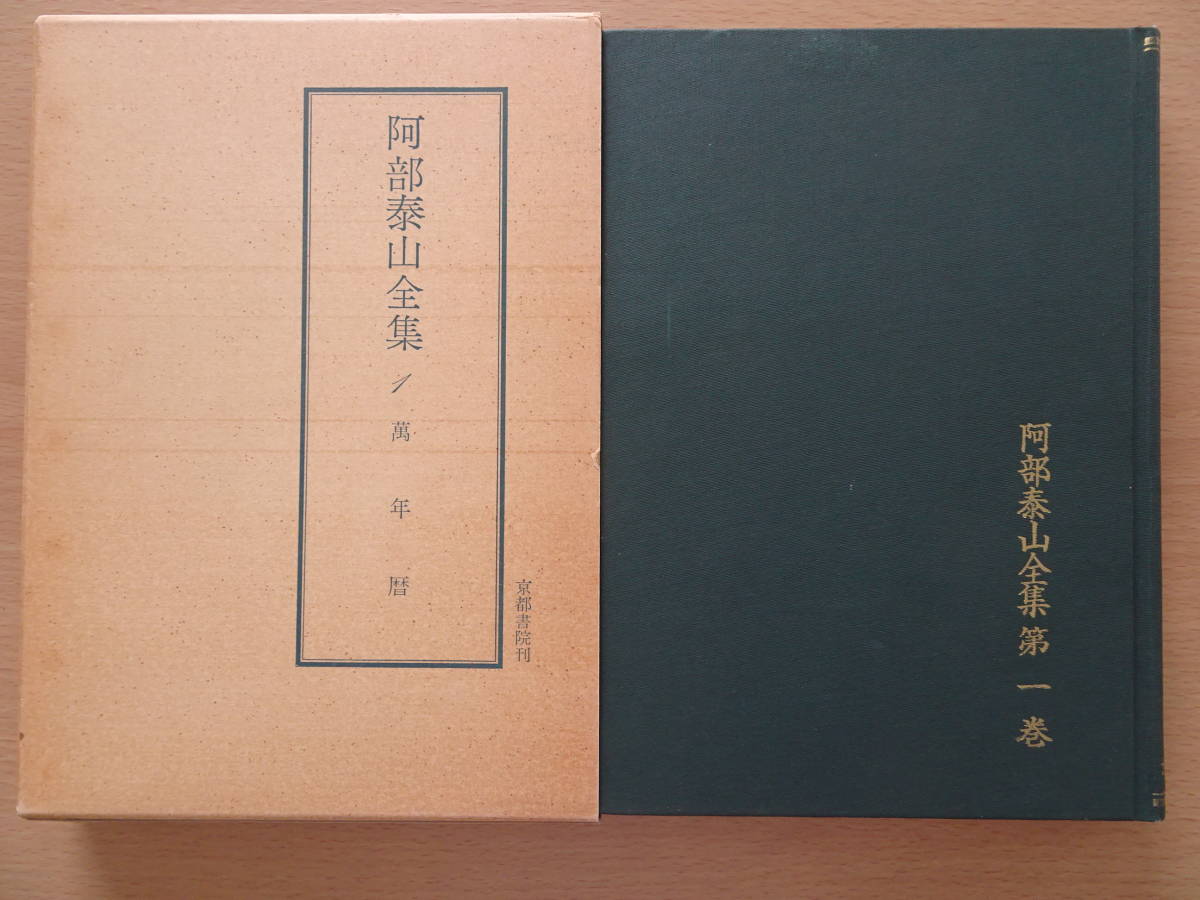 阿部泰山全集 1 萬年暦
京都書院刊
阿部泰山全集 第一巻